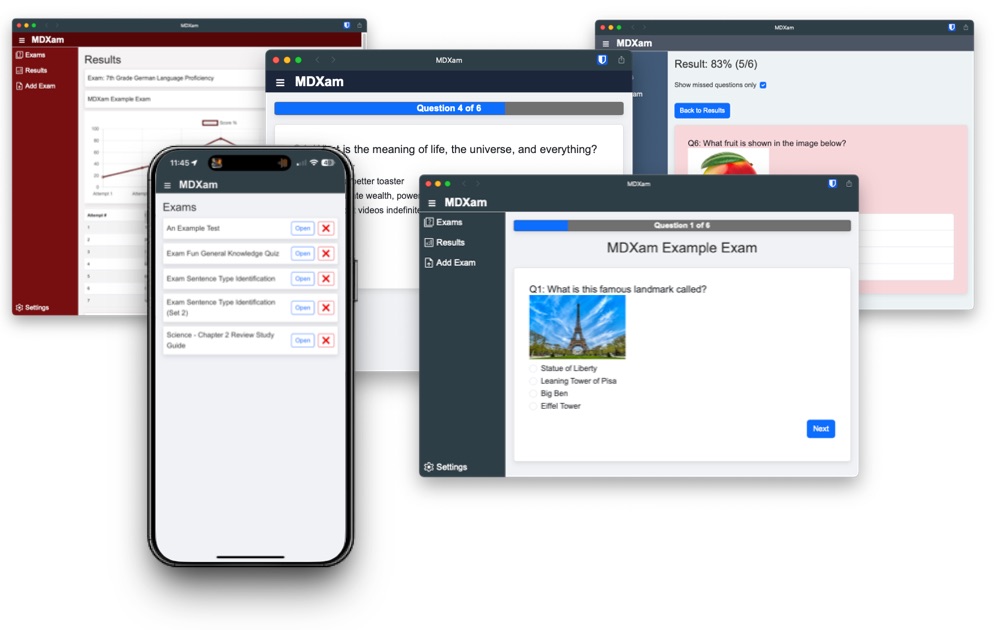 MDXam
MDXam
Exams
Results
Add Exam
Settings
Results
Exam: 7th Grade German Language Proficiency
MDXam Example Exam
Score %
100
80
60
40
20
0
Attempt 1
Attempt #
1
2
3
4
5
6
7
MDXam
MDXam
Question 4 of 6
is the meaning of life, the universe, and everything?
better toaster
wealth, powe
videos indefinite
MDXam
MDXam
Result: 83% (5/6)
Show missed questions only
Back to Results
Q6: What fruit is shown in the image below?
11:45
MDXam
Exams
An Example Test
Open
Exam Fun General Knowledge Quiz
Open
Exam Sentence Type Identification
Open
Exam Sentence Type Identification
(Set 2)
Open
Science - Chapter 2 Review Study
Guide
Open
MDXam
MDXam
Exams
Results
Add Exam
Settings
Question 1 of 6
MDXam Example Exam
Q1: What is this famous landmark called?
Statue of Liberty
Leaning Tower of Pisa
Big Ben
Eiffel Tower
Next